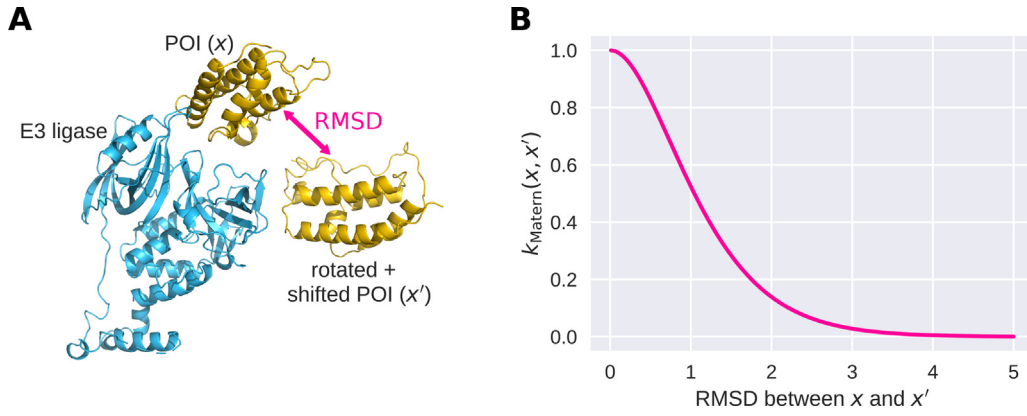 A
POI (x)
E3 ligase
RMSD
rotated +
shifted POI (x′)
B
k_Matern(x, x′)
1.0
0.8
0.6
0.4
0.2
0.0
0 1 2 3 4 5
RMSD between x and x′